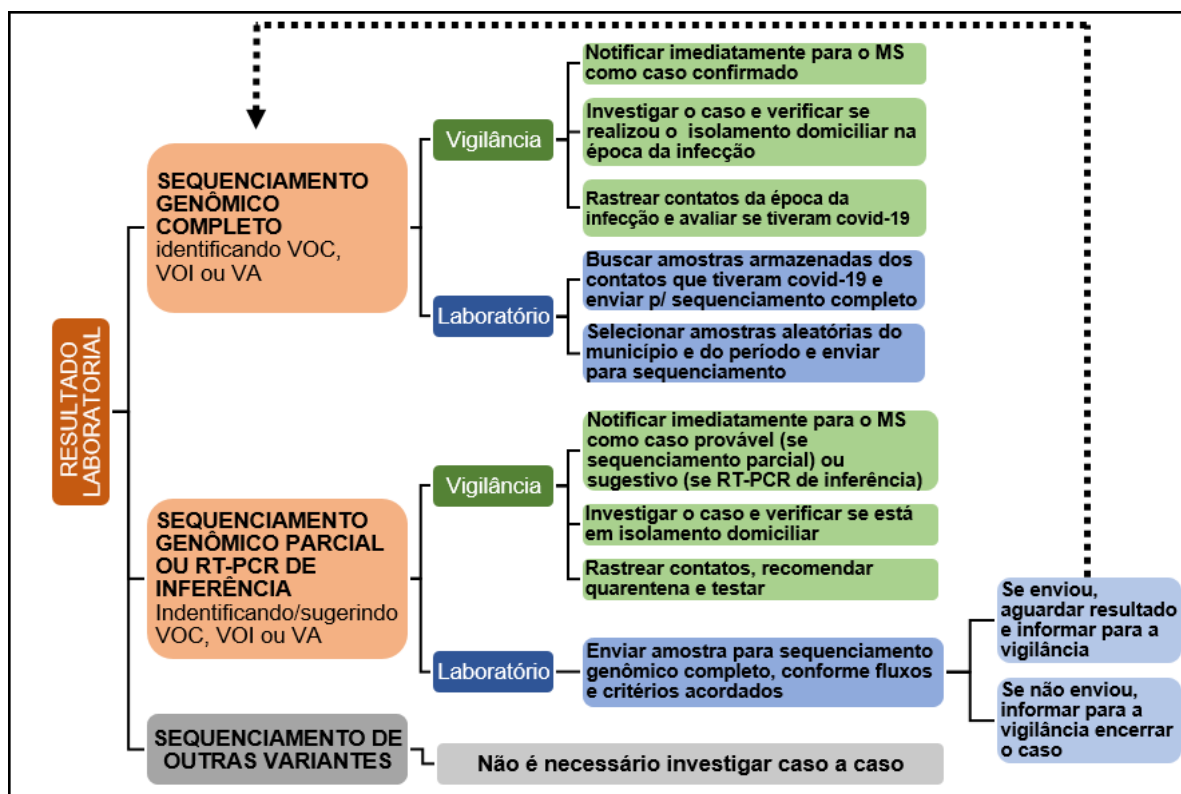 RESULTADO
LABORATORIAL
SEQUENCIAMENTO
GENÔMICO
COMPLETO
identificando VOC,
VOI ou VA
Vigilância
Notificar imediatamente para o MS
como caso confirmado
Investigar o caso e verificar se
realizou o isolamento domiciliar na
época da infecção
Rastrear contatos da época da
infecção e avaliar se tiveram covid-19
Laboratório
Buscar amostras armazenadas dos
contatos que tiveram covid-19 e
enviar p/ sequenciamento completo
Selecionar amostras aleatórias do
município e do período e enviar
para sequenciamento
SEQUENCIAMENTO
GENÔMICO PARCIAL
OU RT-PCR DE
INFERÊNCIA
Indentificando/sugerindo
VOC, VOI ou VA
Vigilância
Notificar imediatamente para o MS
como caso provável (se
sequenciamento parcial) ou
sugestivo (se RT-PCR de inferência)
Investigar o caso e verificar se está
em isolamento domiciliar
Rastrear contatos, recomendar
quarentena e testar
Laboratório
Enviar amostra para sequenciamento
genômico completo, conforme fluxos
e critérios acordados
Se enviou,
aguardar resultado
e informar para a
vigilância
Se não enviou,
informar para a
vigilância encerrar
o caso
SEQUENCIAMENTO DE
OUTRAS VARIANTES
Não é necessário investigar caso a caso